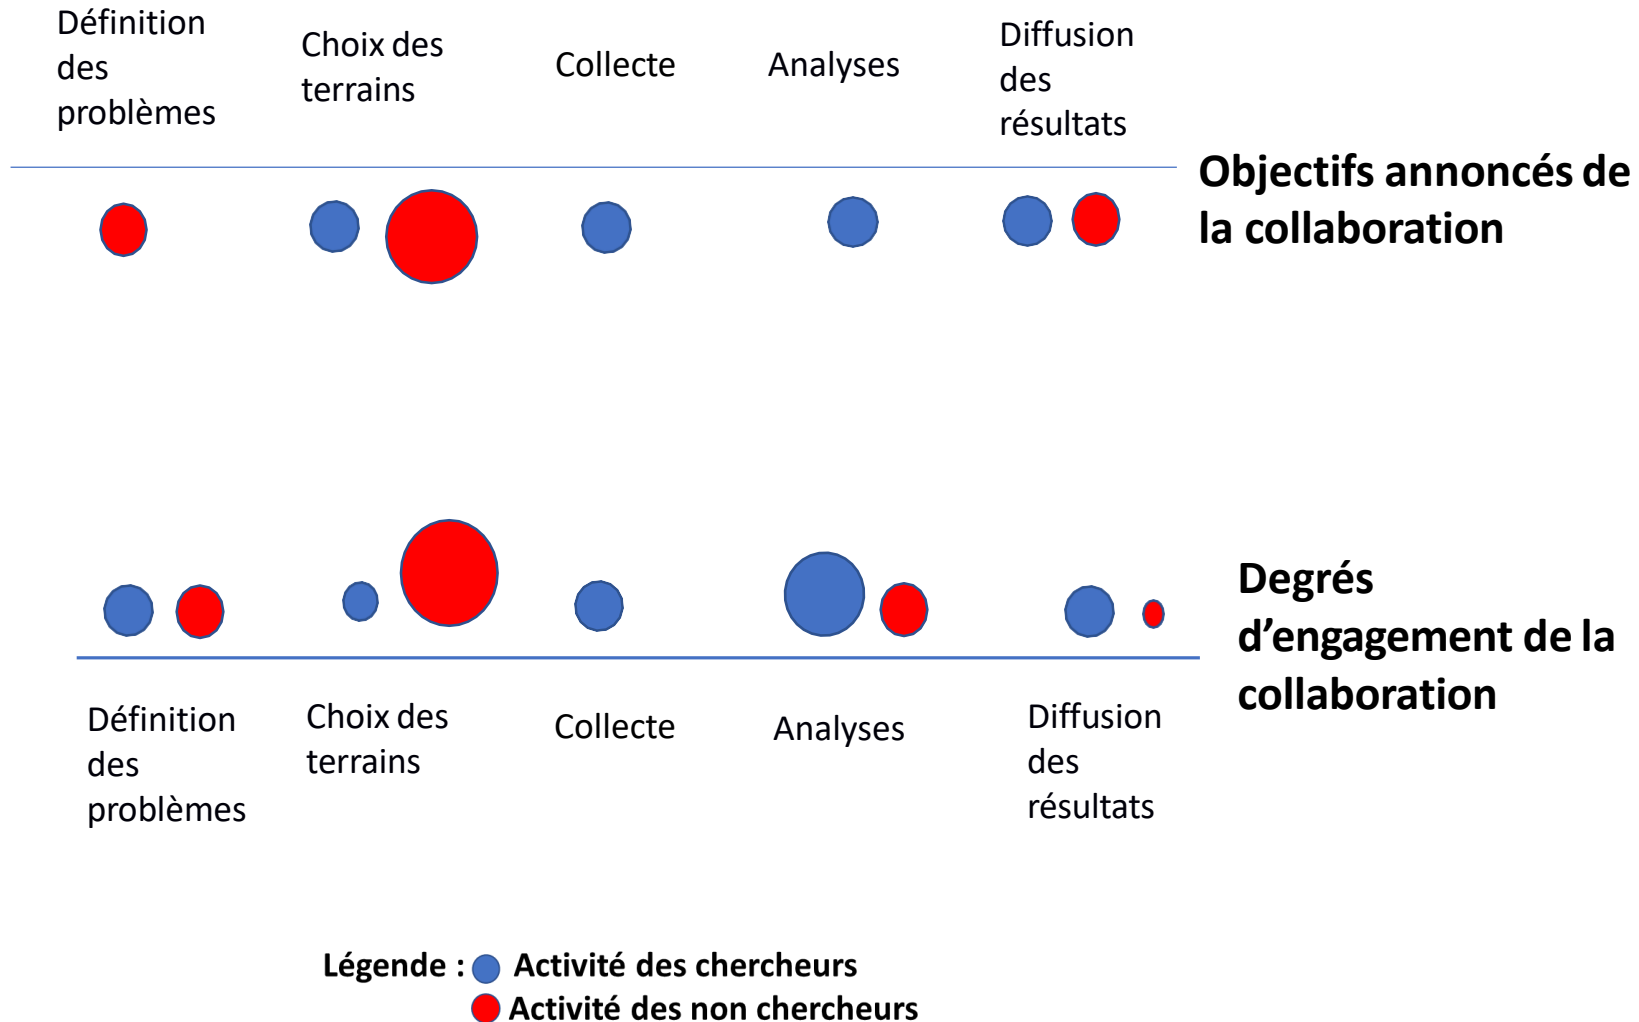 Définition
des
problèmes
Choix des
terrains
Collecte
Analyses
Diffusion
des
résultats
Objectifs annoncés de
la collaboration
Degrés
d’engagement de la
collaboration
Définition
des
problèmes
Choix des
terrains
Collecte
Analyses
Diffusion
des
résultats
Légende : Activité des chercheurs
Activité des non chercheurs